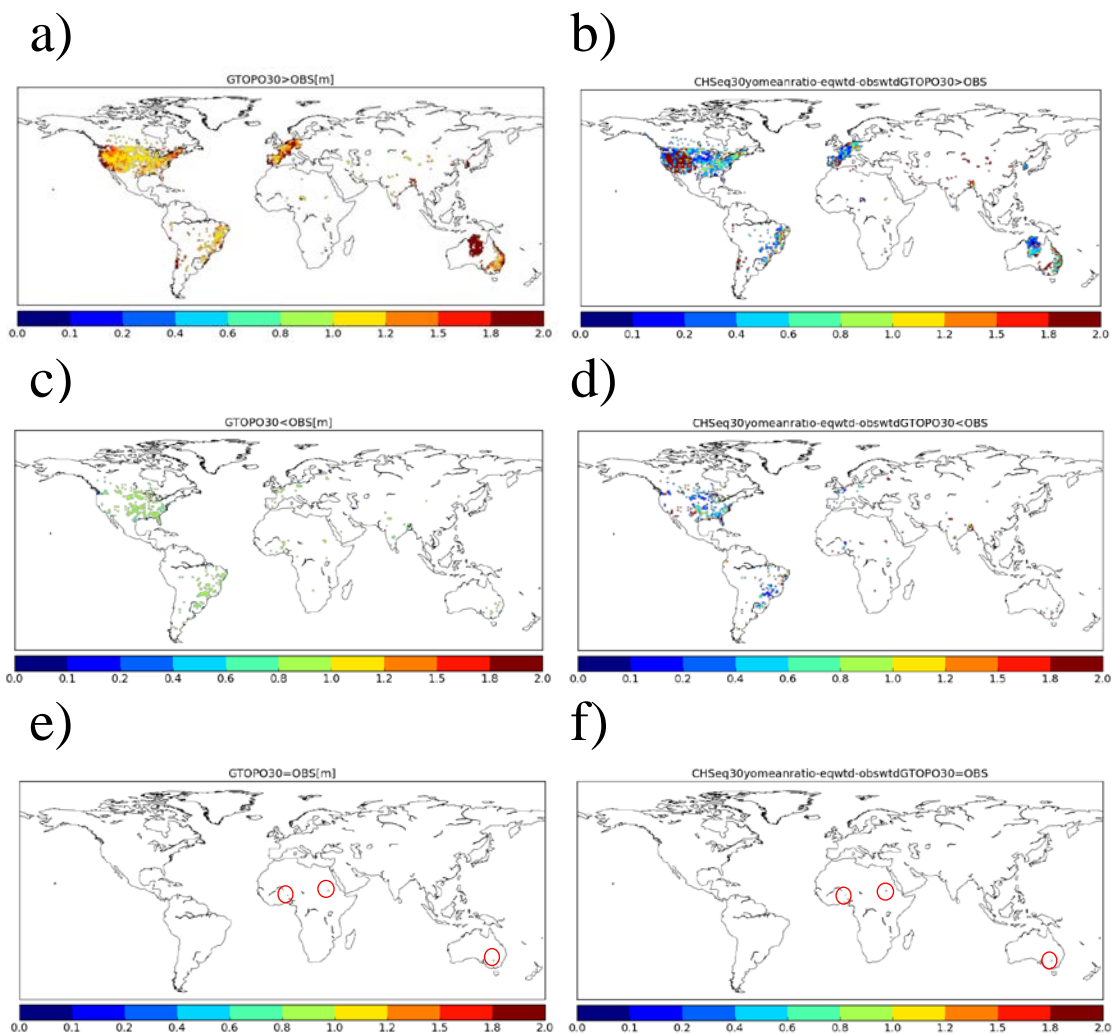 a)
b)
GTOPO30>OBS[m]
CHSeq30yomeanratio-eqwtd-obswtdGTOPO30>OBS
0.0 0.1 0.2 0.4 0.6 0.8 1.0 1.2 1.5 1.8 2.0
0.0 0.1 0.2 0.4 0.6 0.8 1.0 1.2 1.5 1.8 2.0
c)
d)
GTOPO30<OBS[m]
CHSeq30yomeanratio-eqwtd-obswtdGTOPO30<OBS
0.0 0.1 0.2 0.4 0.6 0.8 1.0 1.2 1.5 1.8 2.0
0.0 0.1 0.2 0.4 0.6 0.8 1.0 1.2 1.5 1.8 2.0
e)
f)
GTOPO30=OBS[m]
CHSeq30yomeanratio-eqwtd-obswtdGTOPO30=OBS
0.0 0.1 0.2 0.4 0.6 0.8 1.0 1.2 1.5 1.8 2.0
0.0 0.1 0.2 0.4 0.6 0.8 1.0 1.2 1.5 1.8 2.0